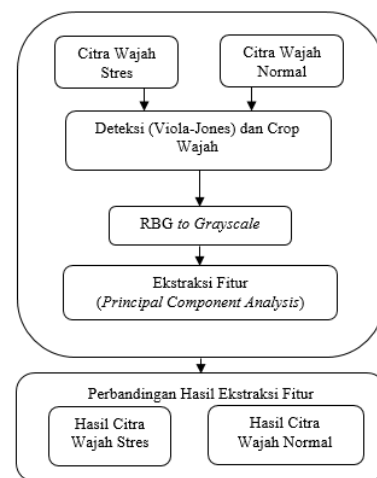 Citra Wajah
Stres
Citra Wajah
Normal
Deteksi (Viola-Jones) dan Crop
Wajah
RBG to Grayscale
Ekstraksi Fitur
(Principal Component Analysis)
Perbandingan Hasil Ekstraksi Fitur
Hasil Citra
Wajah Stres
Hasil Citra
Wajah Normal